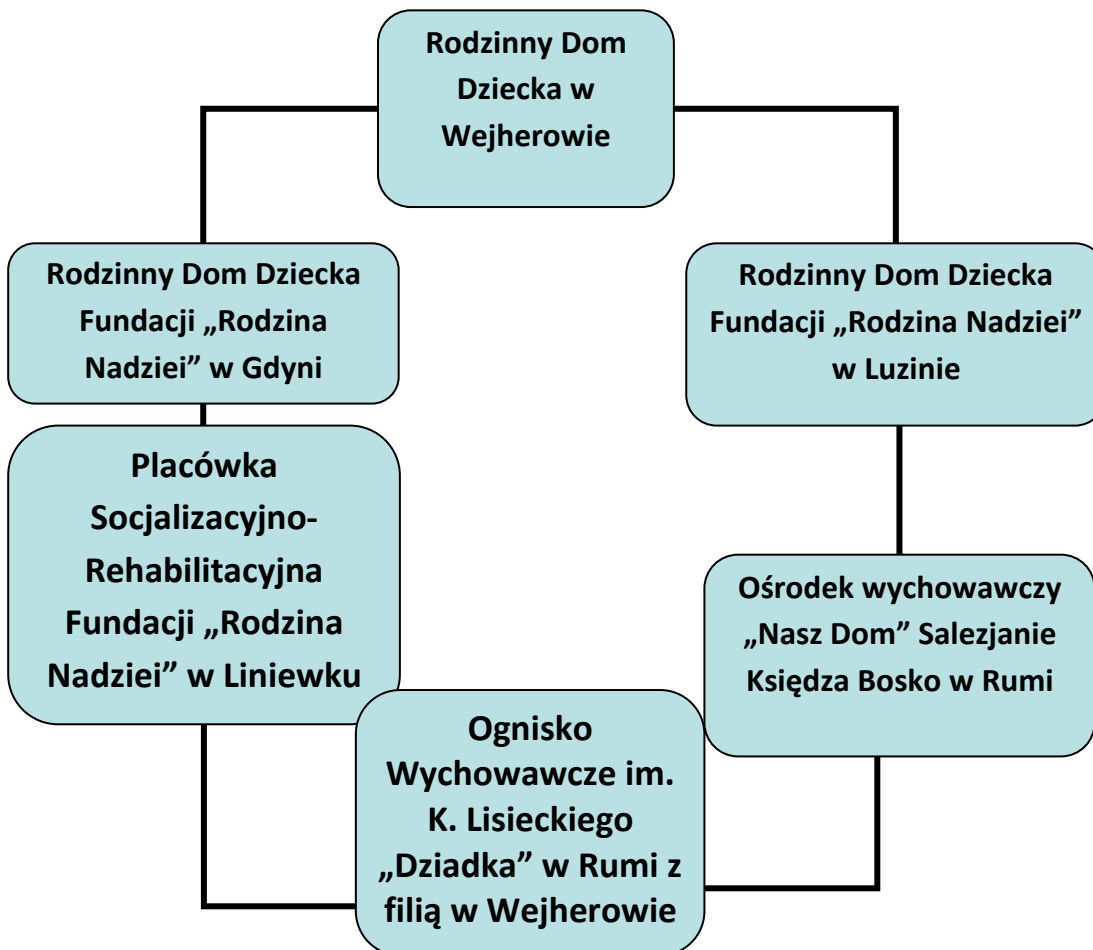 Rodzinny Dom
Dziecka w
Wejherowie
Rodzinny Dom Dziecka
Fundacji „Rodzina
Nadziei” w Gdyni
Rodzinny Dom Dziecka
Fundacji „Rodzina Nadziei”
w Luzinie
Placówka
Socjalizacyjno-
Rehabilitacyjna
Fundacji „Rodzina
Nadziei” w Liniewku
Ośrodek wychowawczy
„Nasz Dom” Salezjanie
Księdza Bosko w Rumi
Ognisko
Wychowawcze im.
K. Lisieckiego
„Dziadka” w Rumi z
filią w Wejherowie